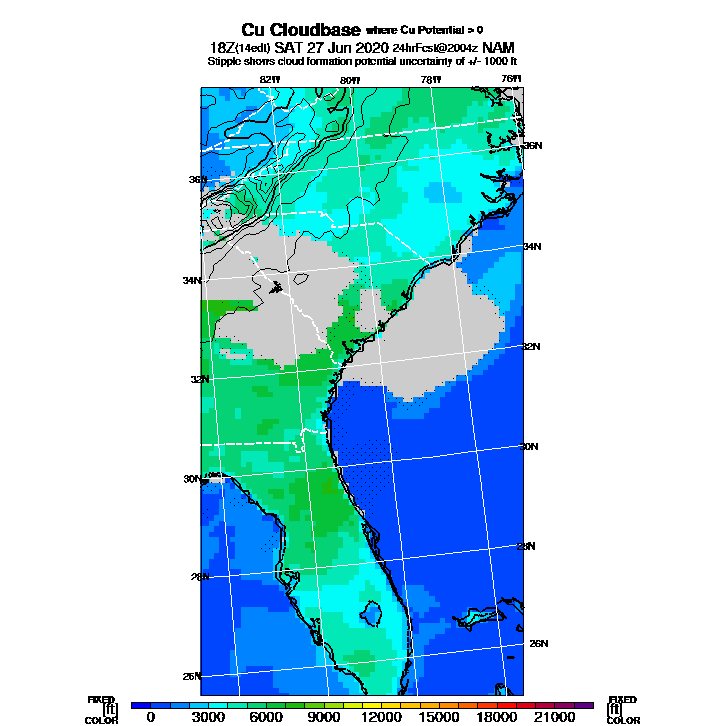 Cu Cloudbase where Cu Potential > 0
18Z(14edt) SAT 27 Jun 2020 24hrFcst@2004z NAM
Stipple shows cloud formation potential uncertainty of +/- 1000 ft
82W 80W 78W 76W
36N
36N
34N
34N
32N
32N
30N
30N
28N
28N
26N
26N
FIXED FIXED
[ft] [ft]
COLOR COLOR
0 3000 6000 9000 12000 15000 18000 21000